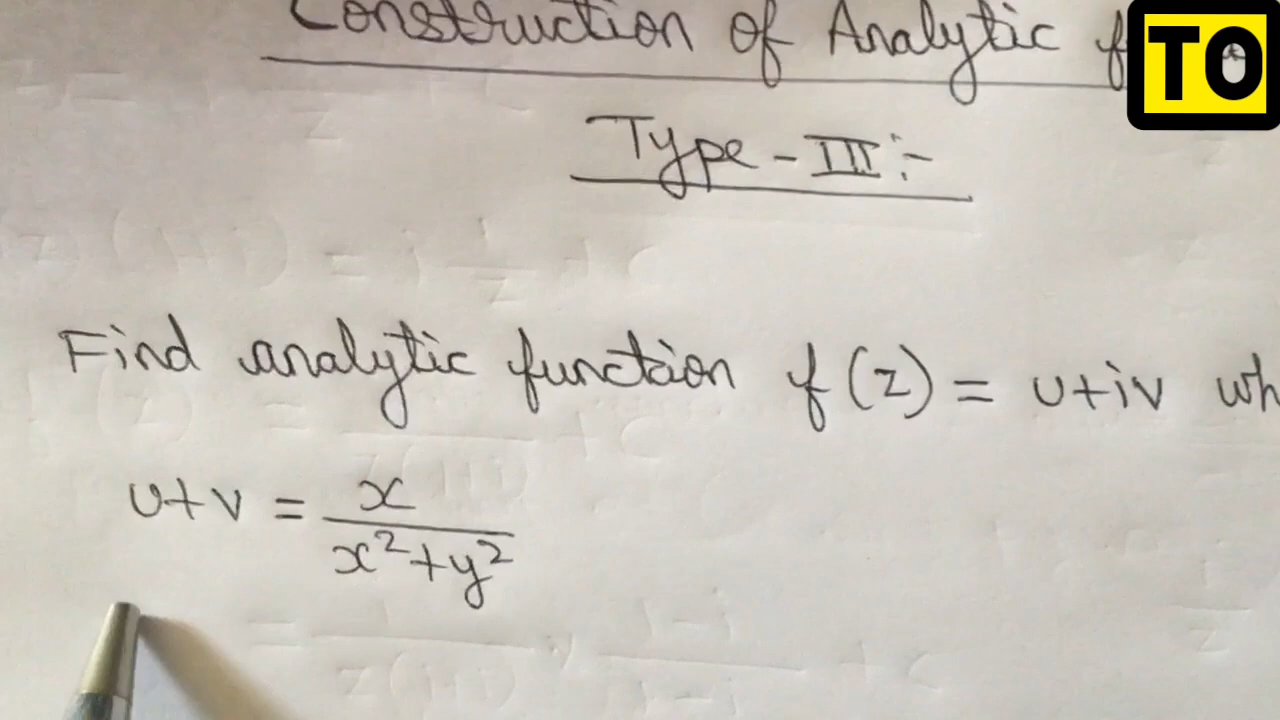 Construction of Analytic f
TO
Type - III :-
Find analytic function f(z) = u+iv wh
u+v = x / x²+y²